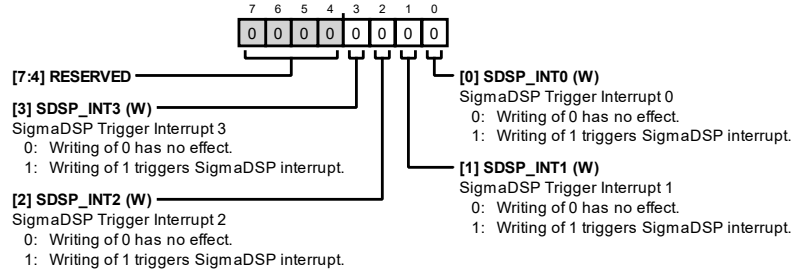 7 6 5 4 3 2 1 0
0 0 0 0 0 0 0 0
[7:4] RESERVED
[3] SDSP_INT3 (W)
SigmaDSP Trigger Interrupt 3
0: Writing of 0 has no effect.
1: Writing of 1 triggers SigmaDSP interrupt.
[2] SDSP_INT2 (W)
SigmaDSP Trigger Interrupt 2
0: Writing of 0 has no effect.
1: Writing of 1 triggers SigmaDSP interrupt.
[0] SDSP_INT0 (W)
SigmaDSP Trigger Interrupt 0
0: Writing of 0 has no effect.
1: Writing of 1 triggers SigmaDSP interrupt.
[1] SDSP_INT1 (W)
SigmaDSP Trigger Interrupt 1
0: Writing of 0 has no effect.
1: Writing of 1 triggers SigmaDSP interrupt.